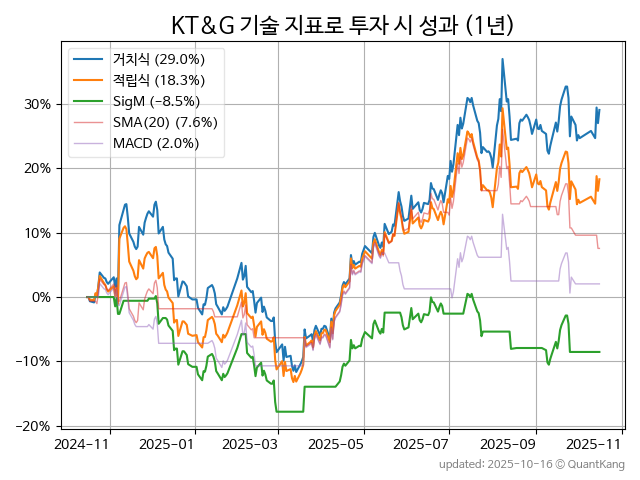 KT&G 기술 지표로 투자 시 성과 (1년)
거치식 (29.0%)
적립식 (18.3%)
SigM (−8.5%)
SMA(20) (7.6%)
MACD (2.0%)
30%
20%
10%
0%
−10%
−20%
2024-11 2025-01 2025-03 2025-05 2025-07 2025-09 2025-11
updated: 2025-10-16 © QuantKang